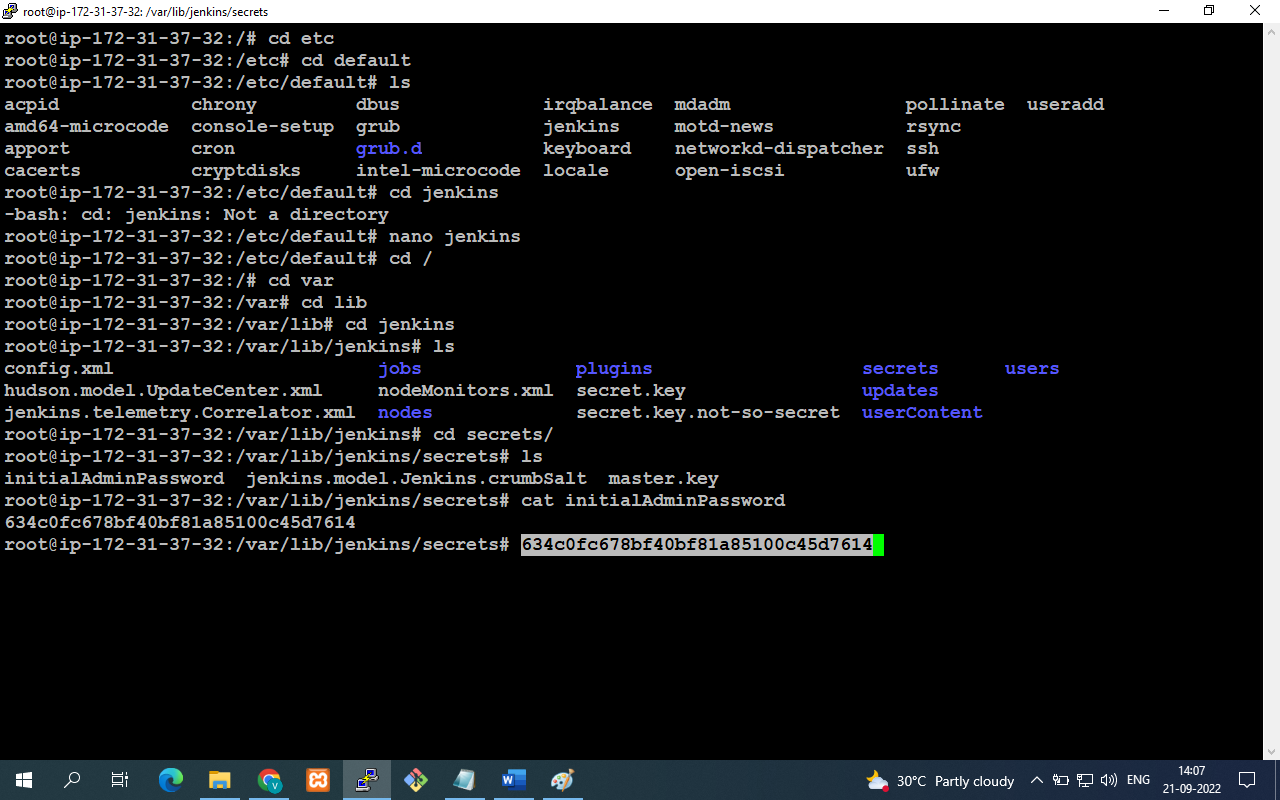 root@ip-172-31-37-32: /var/lib/jenkins/secrets
root@ip-172-31-37-32:/# cd etc
root@ip-172-31-37-32:/etc# cd default
root@ip-172-31-37-32:/etc/default# ls
acpid chrony dbus irqbalance mdadm pollinate useradd
amd64-microcode console-setup grub jenkins motd-news rsync
apport cron grub.d keyboard networkd-dispatcher ssh
cacerts cryptdisks intel-microcode locale open-iscsi ufw
root@ip-172-31-37-32:/etc/default# cd jenkins
-bash: cd: jenkins: Not a directory
root@ip-172-31-37-32:/etc/default# nano jenkins
root@ip-172-31-37-32:/etc/default# cd /
root@ip-172-31-37-32:/# cd var
root@ip-172-31-37-32:/var# cd lib
root@ip-172-31-37-32:/var/lib# cd jenkins
root@ip-172-31-37-32:/var/lib/jenkins# ls
config.xml jobs plugins secrets users
hudson.model.UpdateCenter.xml nodeMonitors.xml secret.key updates
jenkins.telemetry.Correlator.xml nodes secret.key.not-so-secret userContent
root@ip-172-31-37-32:/var/lib/jenkins# cd secrets/
root@ip-172-31-37-32:/var/lib/jenkins/secrets# ls
initialAdminPassword jenkins.model.Jenkins.crumbSalt master.key
root@ip-172-31-37-32:/var/lib/jenkins/secrets# cat initialAdminPassword
634c0fc678bf40bf81a85100c45d7614
root@ip-172-31-37-32:/var/lib/jenkins/secrets# 634c0fc678bf40bf81a85100c45d7614
30°C Partly cloudy ENG 14:07
21-09-2022